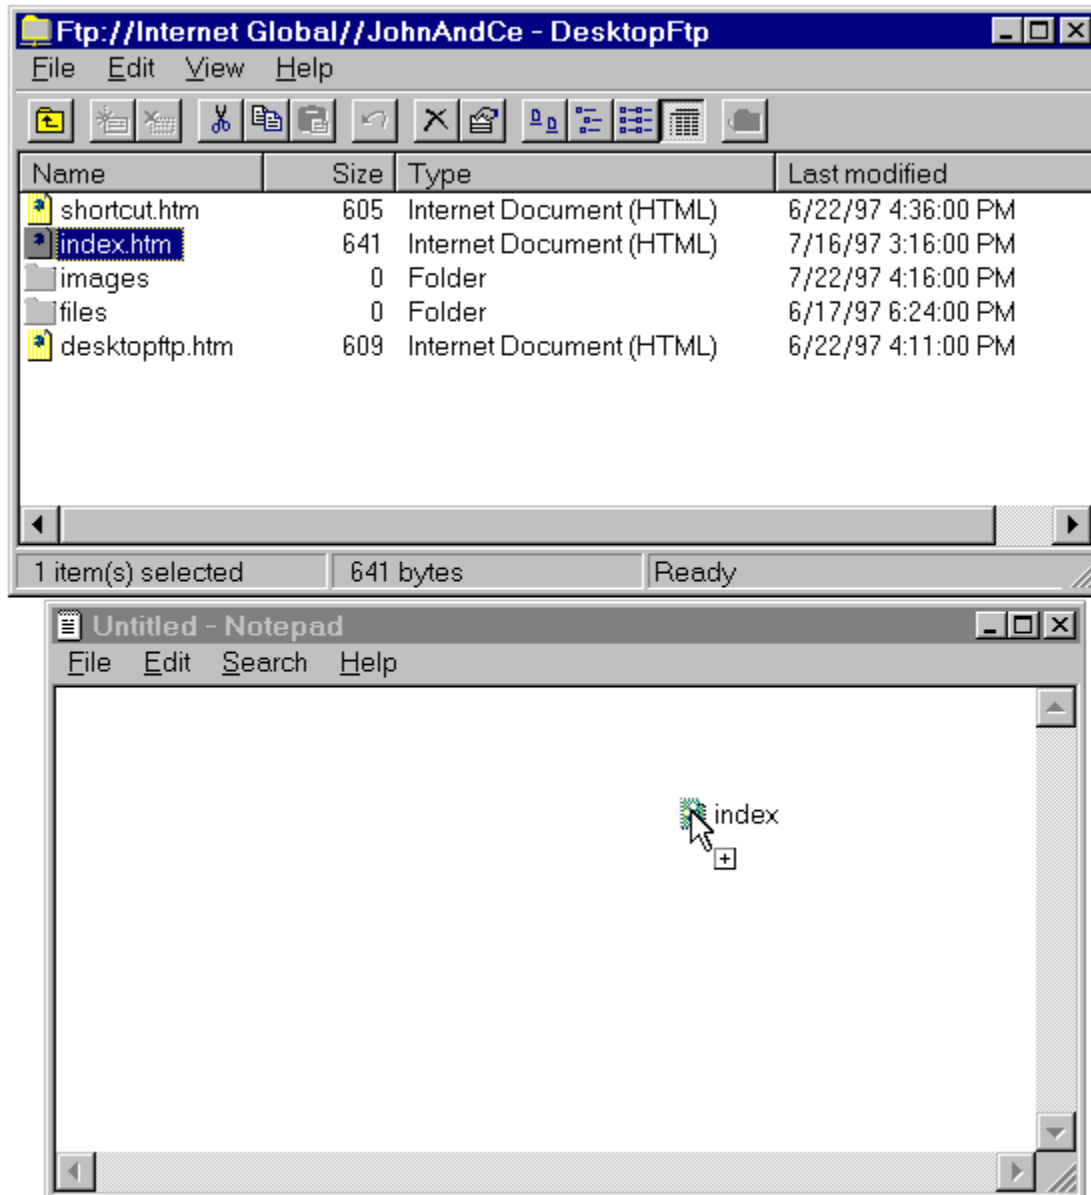 Ftp://Internet Global//JohnAndCe - DesktopFtp
File Edit View Help
Name Size Type Last modified
shortcut.htm 605 Internet Document (HTML) 6/22/97 4:36:00 PM
index.htm 641 Internet Document (HTML) 7/16/97 3:16:00 PM
images 0 Folder 7/22/97 4:16:00 PM
files 0 Folder 6/17/97 6:24:00 PM
desktopftp.htm 609 Internet Document (HTML) 6/22/97 4:11:00 PM
1 item(s) selected 641 bytes Ready
Untitled - Notepad
File Edit Search Help
index